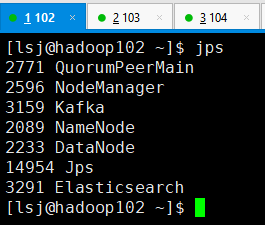 1 102
2 103
3 104
[lsj@hadoop102 ~]$ jps
2771 QuorumPeerMain
2596 NodeManager
3159 Kafka
2089 NameNode
2233 DataNode
14954 Jps
3291 Elasticsearch
[lsj@hadoop102 ~]$